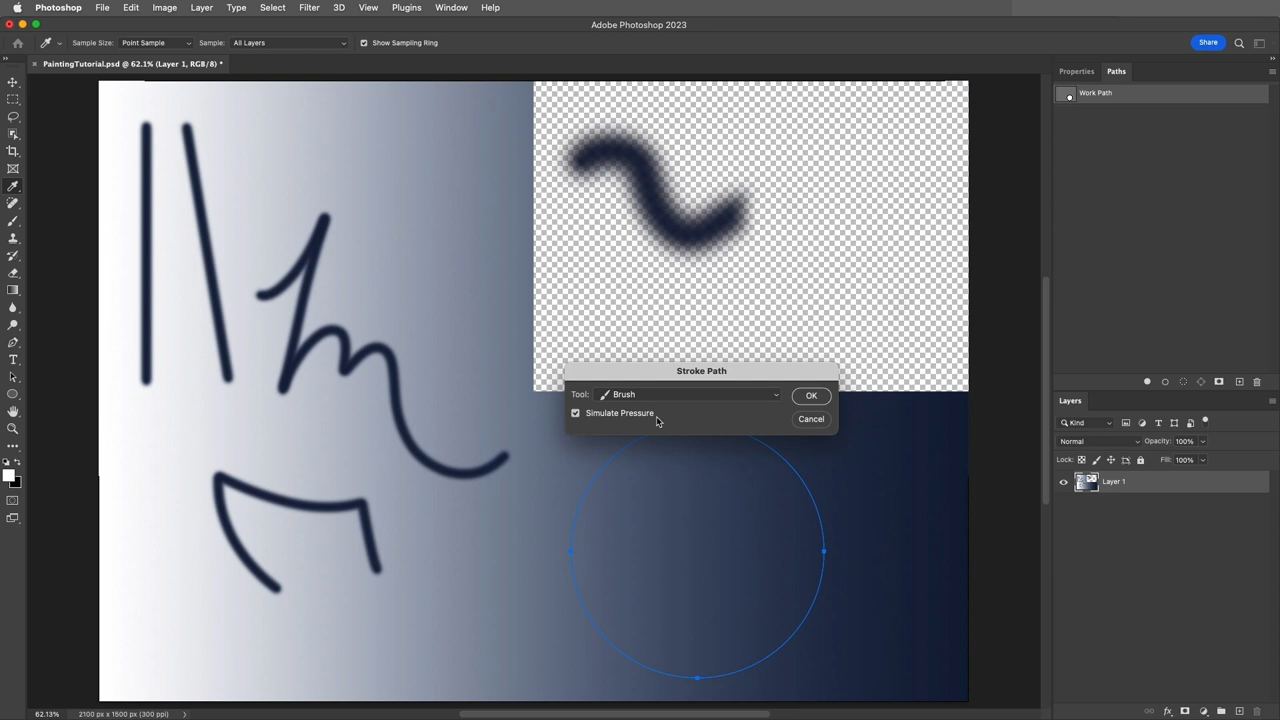 Photoshop File Edit Image Layer Type Select Filter 3D View Plugins Window Help
Adobe Photoshop 2023
Sample Size: Point Sample Sample: All Layers Show Sampling Ring Share
PaintingTutorial.psd @ 62.1% (Layer 1, RGB/8) *
Properties Paths
Work Path
Stroke Path
Tool: Brush OK
Simulate Pressure
Cancel
Layers
Kind
Normal Opacity: 100%
Lock: Fill: 100%
Layer 1
62.13% 2100 px x 1500 px (300 ppi)